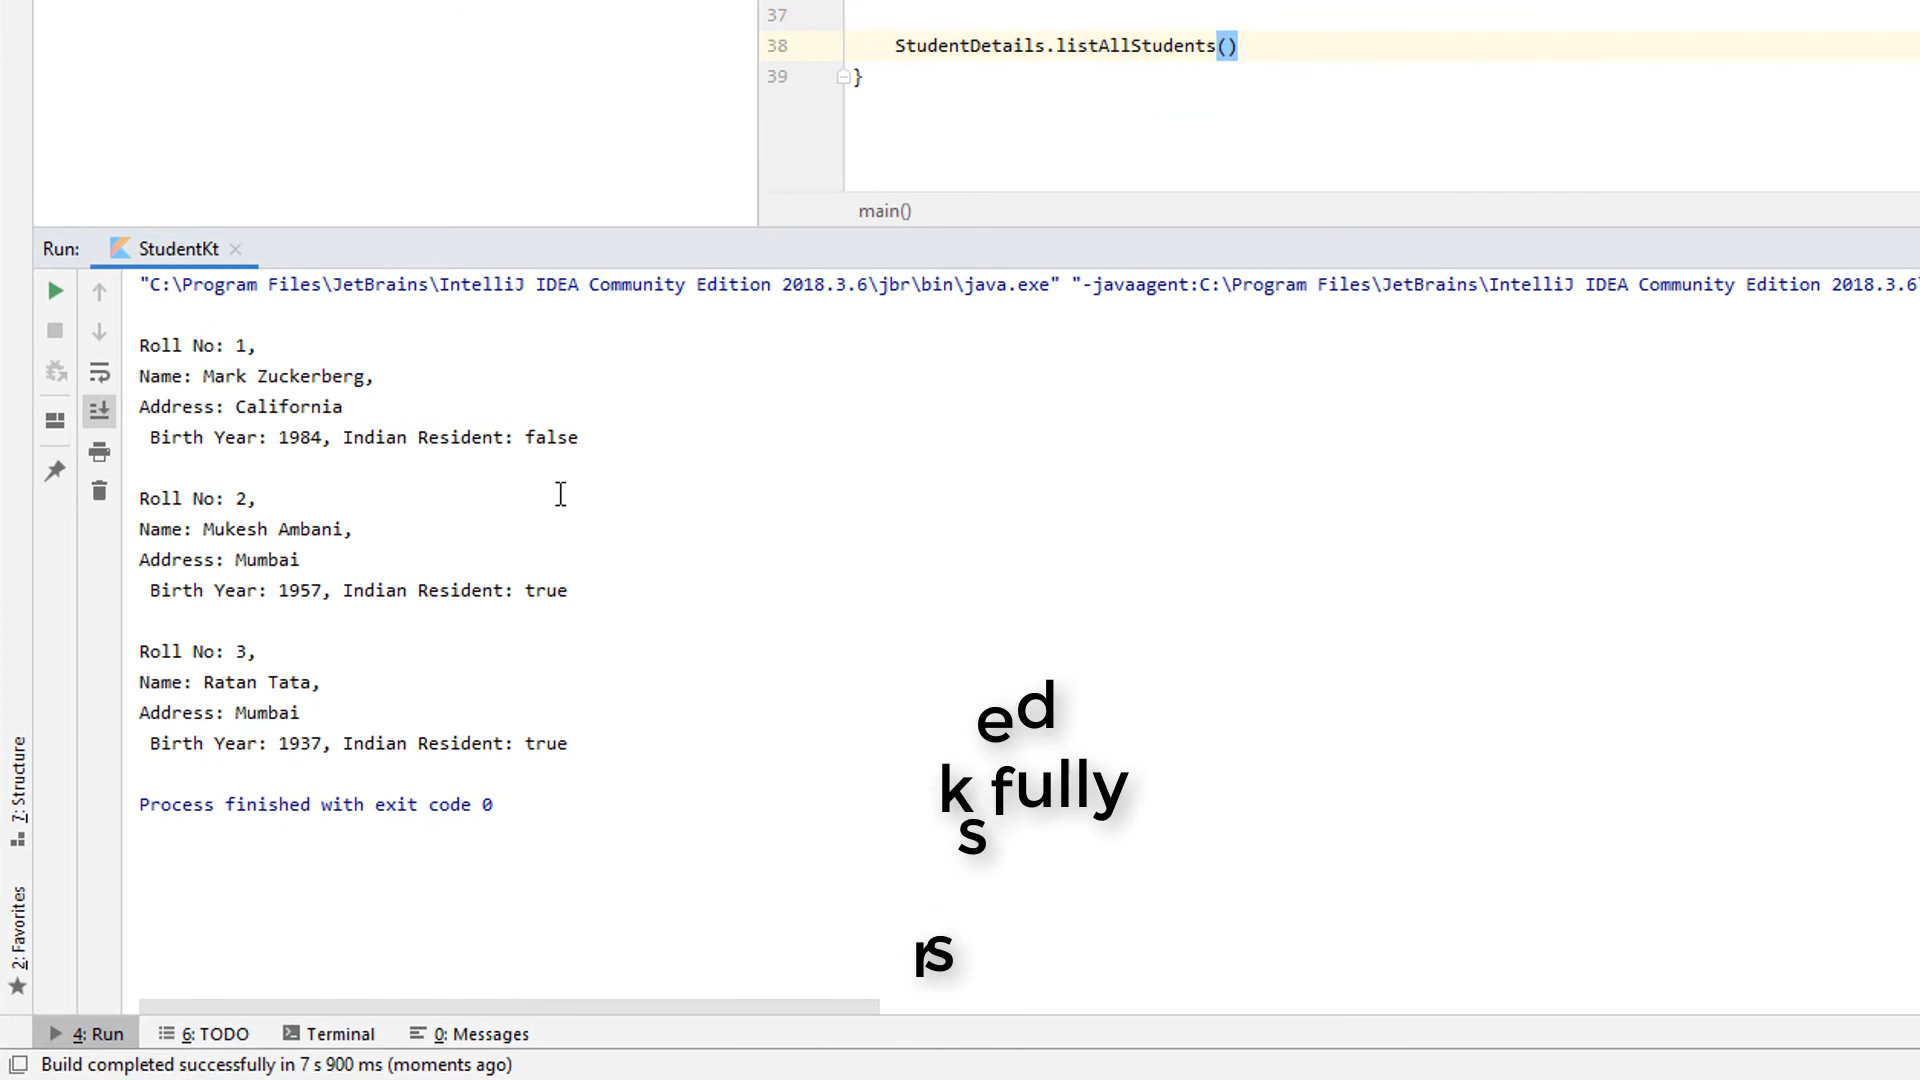 37
38 StudentDetails.listAllStudents()
39 }
main()
Run: StudentKt
"C:\Program Files\JetBrains\IntelliJ IDEA Community Edition 2018.3.6\jbr\bin\java.exe" "-javaagent:C:\Program Files\JetBrains\IntelliJ IDEA Community Edition 2018.3.6\
Roll No: 1,
Name: Mark Zuckerberg,
Address: California
Birth Year: 1984, Indian Resident: false
Roll No: 2,
Name: Mukesh Ambani,
Address: Mumbai
Birth Year: 1957, Indian Resident: true
Roll No: 3,
Name: Ratan Tata,
Address: Mumbai
Birth Year: 1937, Indian Resident: true
Process finished with exit code 0
ed
k fully
s
rs
7: Structure
2: Favorites
4: Run 6: TODO Terminal 0: Messages
Build completed successfully in 7 s 900 ms (moments ago)